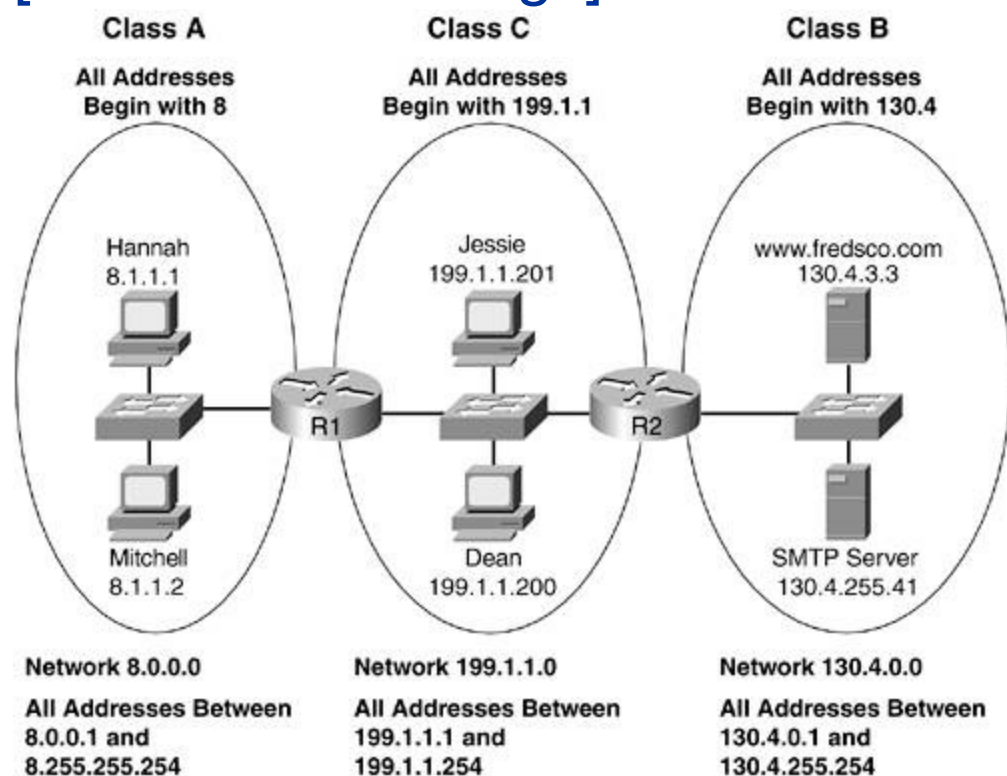 Class A
All Addresses
Begin with 8
Hannah
8.1.1.1
Mitchell
8.1.1.2
Network 8.0.0.0
All Addresses Between
8.0.0.1 and
8.255.255.254
R1
Class C
All Addresses
Begin with 199.1.1
Jessie
199.1.1.201
Dean
199.1.1.200
Network 199.1.1.0
All Addresses Between
199.1.1.1 and
199.1.1.254
R2
Class B
All Addresses
Begin with 130.4
www.fredsco.com
130.4.3.3
SMTP Server
130.4.255.41
Network 130.4.0.0
All Addresses Between
130.4.0.1 and
130.4.255.254